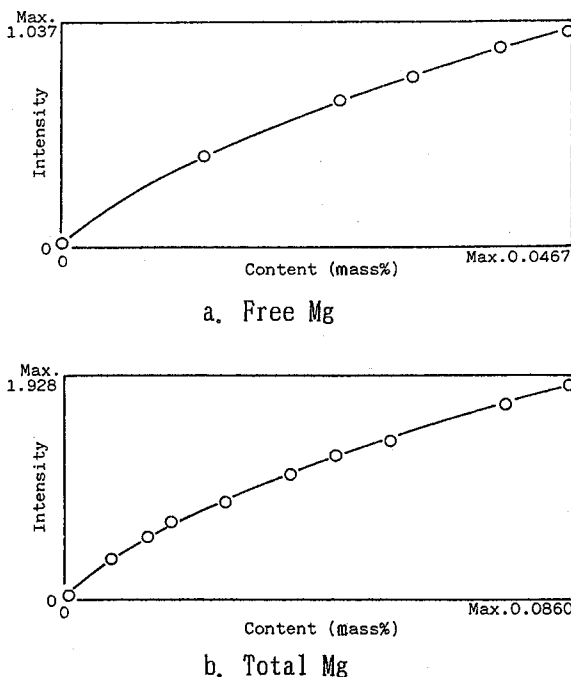 Max.
1.037
Intensity
0
0
Max.0.0467
Content (mass%)
a. Free Mg
Max.
1.928
Intensity
0
0
Max.0.0860
Content (mass%)
b. Total Mg